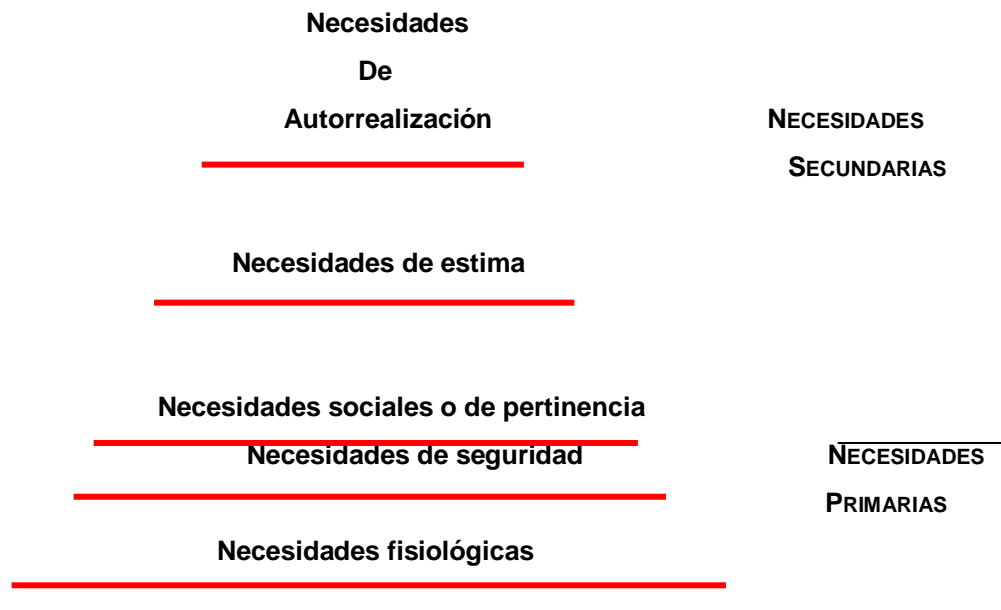 Necesidades
De
Autorrealización NECESIDADES
SECUNDARIAS
Necesidades de estima
Necesidades sociales o de pertinencia
Necesidades de seguridad NECESIDADES
PRIMARIAS
Necesidades fisiológicas